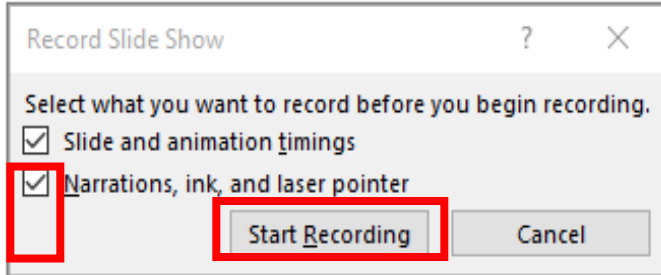 Record Slide Show ?
Select what you want to record before you begin recording.
Slide and animation timings
Narrations, ink, and laser pointer
Start Recording Cancel